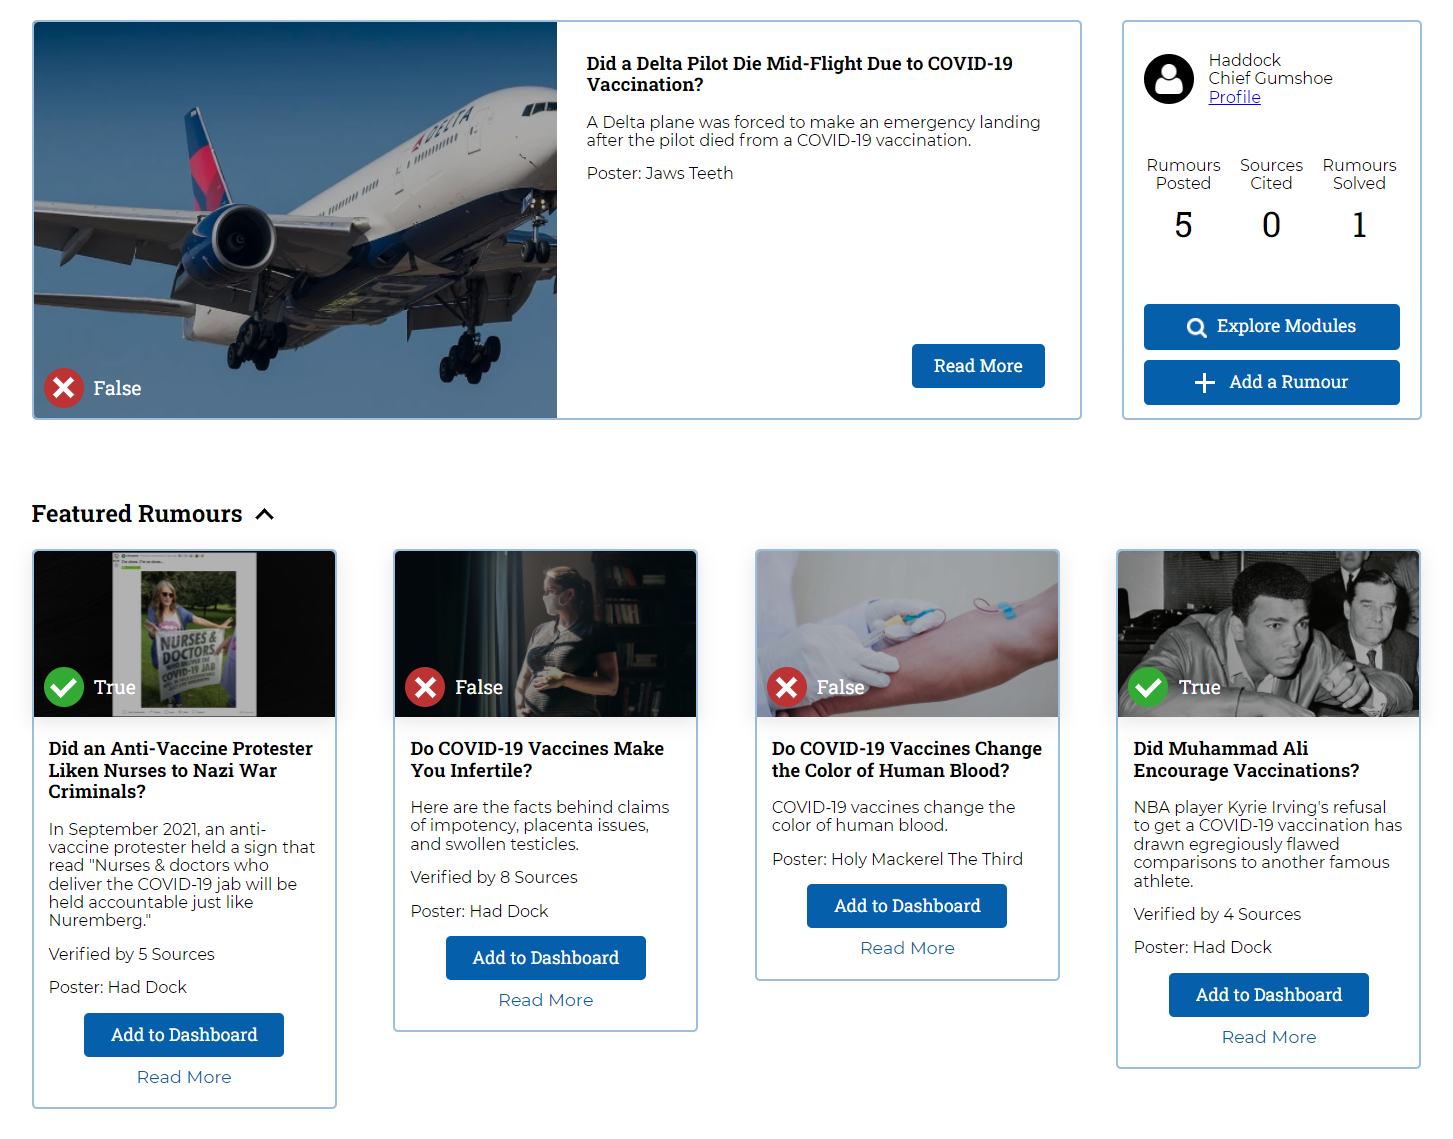 DELTA
False
Did a Delta Pilot Die Mid-Flight Due to COVID-19
Vaccination?
A Delta plane was forced to make an emergency landing
after the pilot died from a COVID-19 vaccination.
Poster: Jaws Teeth
Read More
Haddock
Chief Gumshoe
Profile
Rumours
Posted
Sources
Cited
Rumours
Solved
5
0
1
Explore Modules
Add a Rumour
Featured Rumours
NURSES &
DOCTORS
WHO DELIVER THE
COVID-19 JAB
True
Did an Anti-Vaccine Protester
Liken Nurses to Nazi War
Criminals?
In September 2021, an anti-
vaccine protester held a sign that
read "Nurses & doctors who
deliver the COVID-19 jab will be
held accountable just like
Nuremberg."
Verified by 5 Sources
Poster: Had Dock
Add to Dashboard
Read More
False
Do COVID-19 Vaccines Make
You Infertile?
Here are the facts behind claims
of impotency, placenta issues,
and swollen testicles.
Verified by 8 Sources
Poster: Had Dock
Add to Dashboard
Read More
False
Do COVID-19 Vaccines Change
the Color of Human Blood?
COVID-19 vaccines change the
color of human blood.
Poster: Holy Mackerel The Third
Add to Dashboard
Read More
True
Did Muhammad Ali
Encourage Vaccinations?
NBA player Kyrie Irving's refusal
to get a COVID-19 vaccination has
drawn egregiously flawed
comparisons to another famous
athlete.
Verified by 4 Sources
Poster: Had Dock
Add to Dashboard
Read More